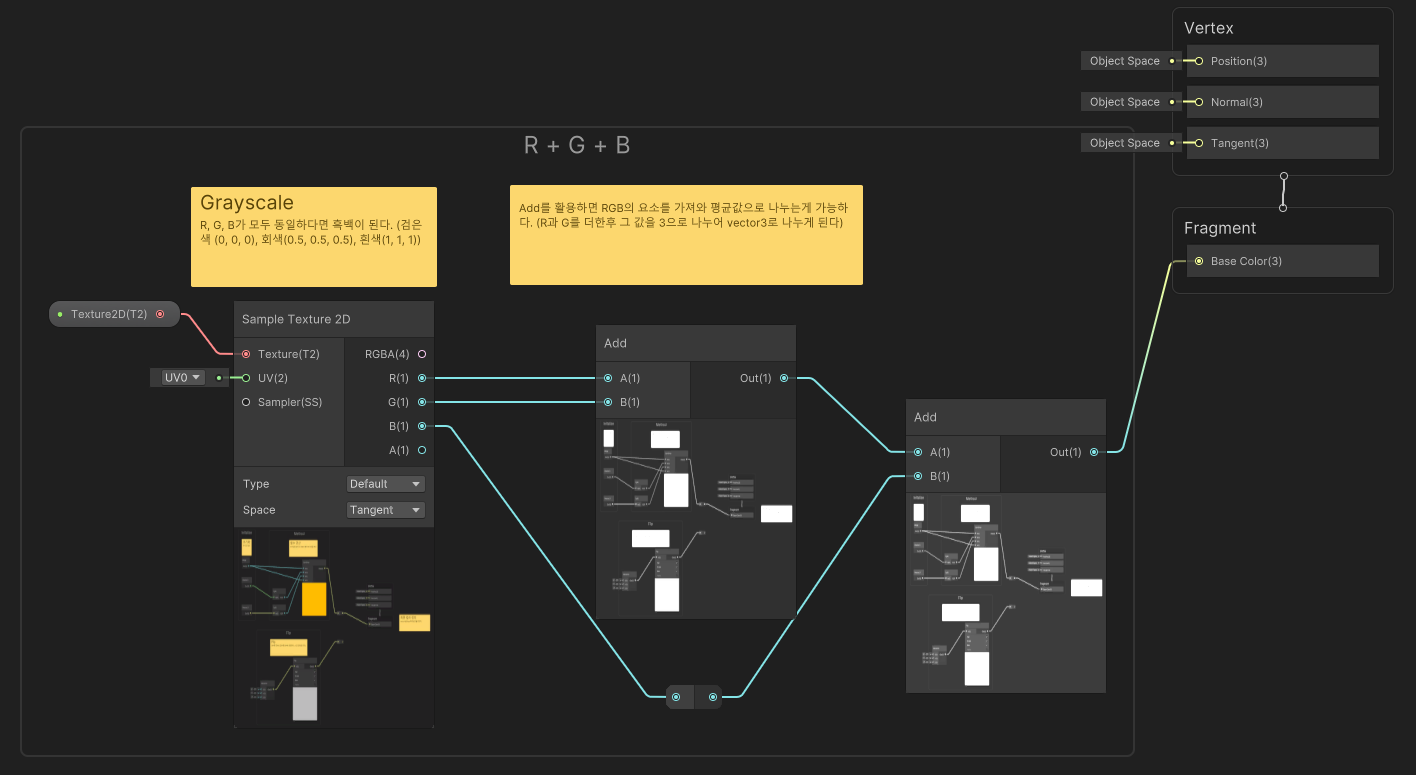 Vertex
Object Space
Position(3)
Object Space
Normal(3)
Object Space
Tangent(3)
Fragment
Base Color(3)
R + G + B
Grayscale
R, G, B가 모두 동일하다면 흑백이 된다. (검은
색 (0, 0, 0), 회색(0.5, 0.5, 0.5), 흰색(1, 1, 1))
Add를 활용하면 RGB의 요소를 가져와 평균값으로 나누는게 가능하
다. (R과 G를 더한후 그 값을 3으로 나누어 vector3로 나누게 된다)
Texture2D(T2)
UV0
Sample Texture 2D
Texture(T2)
RGBA(4)
UV(2)
R(1)
Sampler(SS)
G(1)
B(1)
A(1)
Type
Default
Space
Tangent
Add
A(1)
Out(1)
B(1)
Add
A(1)
Out(1)
B(1)